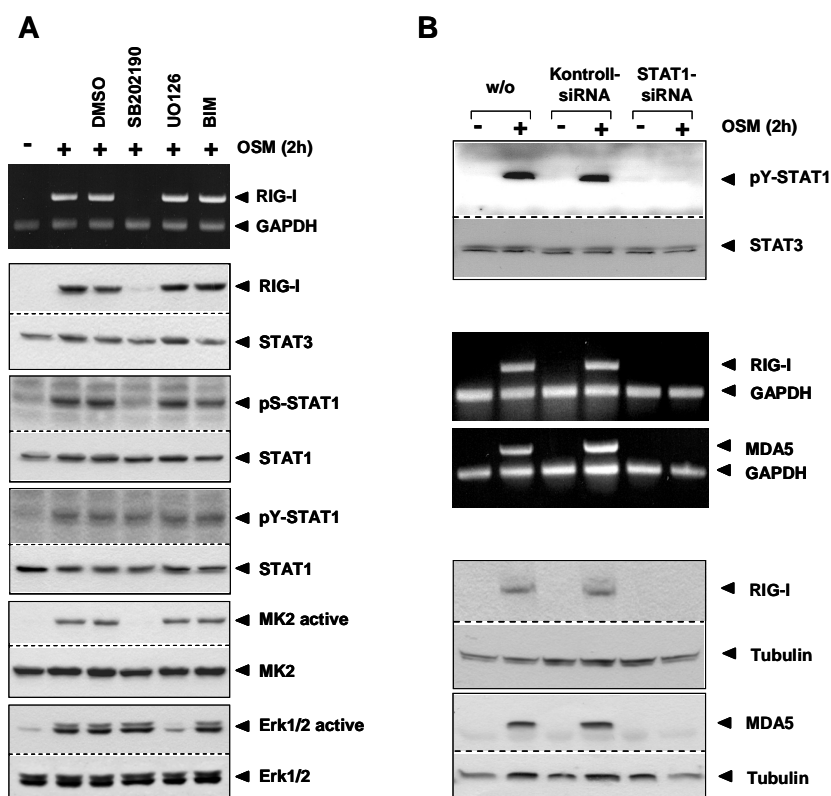 A
DMSO
SB202190
UO126
BIM
- + + + + + OSM (2h)
RIG-I
GAPDH
RIG-I
STAT3
pS-STAT1
STAT1
pY-STAT1
STAT1
MK2 active
MK2
Erk1/2 active
Erk1/2
B
w/o
Kontroll-
siRNA
STAT1-
siRNA
- + - + - + OSM (2h)
pY-STAT1
STAT3
RIG-I
GAPDH
MDA5
GAPDH
RIG-I
Tubulin
MDA5
Tubulin